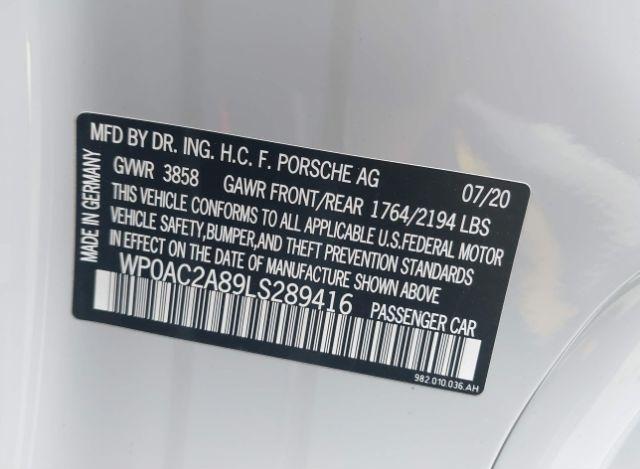 MFD BY DR. ING. H.C. F. PORSCHE AG 07/20
GVWR 3858 GAWR FRONT/REAR 1764/2194 LBS
THIS VEHICLE CONFORMS TO ALL APPLICABLE U.S.FEDERAL MOTOR
VEHICLE SAFETY,BUMPER,AND THEFT PREVENTION STANDARDS
IN EFFECT ON THE DATE OF MANUFACTURE SHOWN ABOVE
WP0AC2A89LS289416 PASSENGER CAR
MADE IN GERMANY
982.010.036.AH